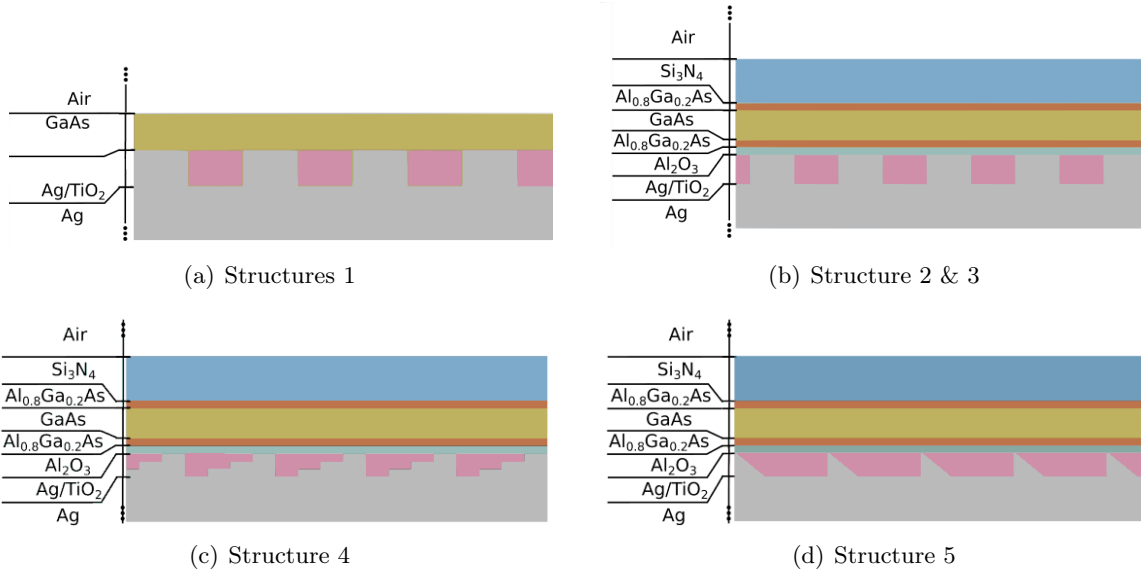 Air
GaAs
Ag/TiO₂
Ag
(a) Structures 1
Air
Si₃N₄
Al₀.₈Ga₀.₂As
GaAs
Al₀.₈Ga₀.₂As
Al₂O₃
Ag/TiO₂
Ag
(b) Structure 2 & 3
Air
Si₃N₄
Al₀.₈Ga₀.₂As
GaAs
Al₀.₈Ga₀.₂As
Al₂O₃
Ag/TiO₂
Ag
(c) Structure 4
Air
Si₃N₄
Al₀.₈Ga₀.₂As
GaAs
Al₀.₈Ga₀.₂As
Al₂O₃
Ag/TiO₂
Ag
(d) Structure 5